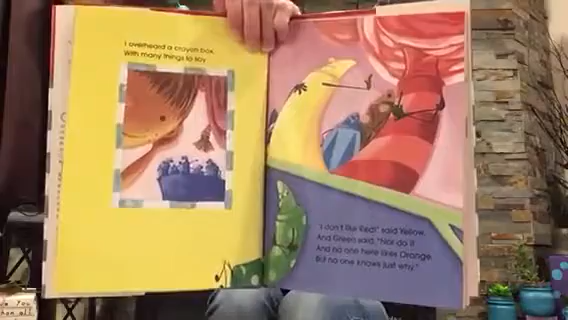 I overheard a crayon box
With many things to say
"I don't like Red!" said Yellow.
And Green said, "Nor do I!
And no one here likes Orange,
But no one knows just why."